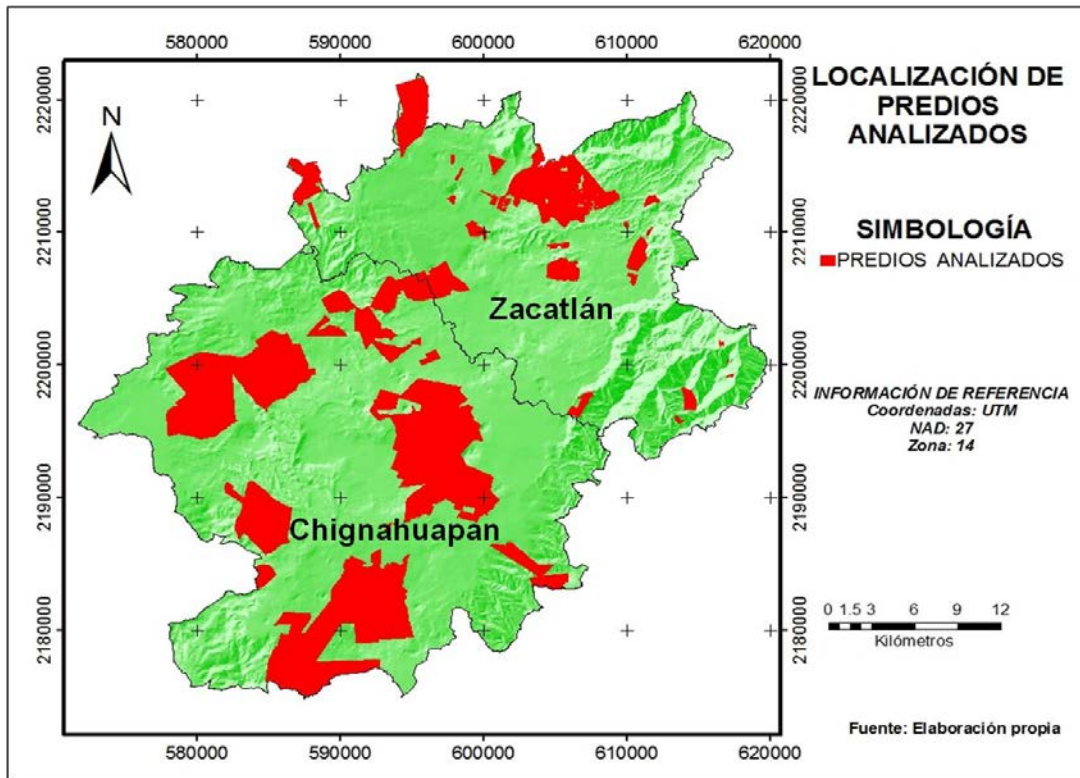 580000 590000 600000 610000 620000
2220000
2210000
2200000
2190000
2180000
N
Zacatlán
Chignahuapan
2220000
2210000
2200000
2190000
2180000
580000 590000 600000 610000 620000
LOCALIZACIÓN DE
PREDIOS
ANALIZADOS
SIMBOLOGÍA
PREDIOS ANALIZADOS
INFORMACIÓN DE REFERENCIA
Coordenadas: UTM
NAD: 27
Zona: 14
0 1.5 3 6 9 12
Kilómetros
Fuente: Elaboración propia